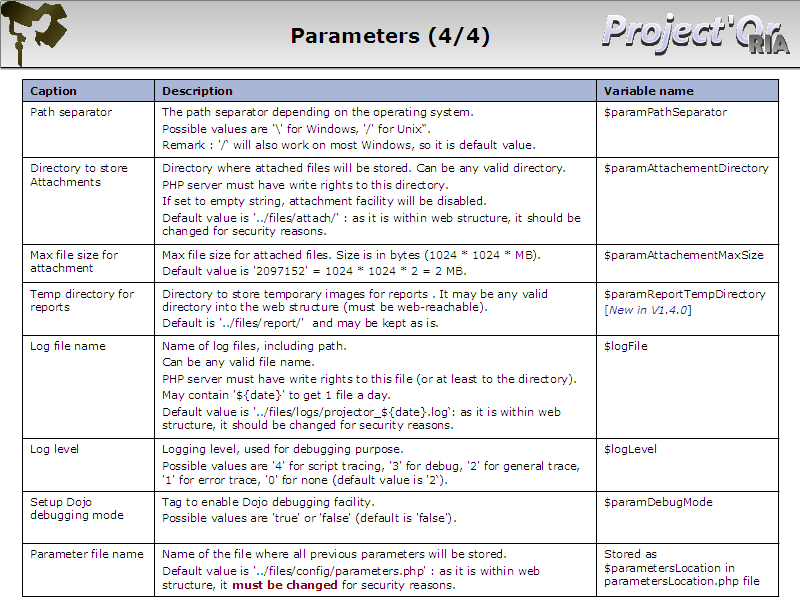 Parameters (4/4)
Project'Or
RIA
Caption
Description
Variable name
Path separator
The path separator depending on the operating system.
Possible values are '\' for Windows, '/' for Unix“.
Remark : '/‘ will also work on most Windows, so it is default value.
$paramPathSeparator
Directory to store
Attachments
Directory where attached files will be stored. Can be any valid directory.
PHP server must have write rights to this directory.
If set to empty string, attachment facility will be disabled.
Default value is '../files/attach/' : as it is within web structure, it should be
changed for security reasons.
$paramAttachementDirectory
Max file size for
attachment
Max file size for attached files. Size is in bytes (1024 * 1024 * MB).
Default value is '2097152' = 1024 * 1024 * 2 = 2 MB.
$paramAttachementMaxSize
Temp directory for
reports
Directory to store temporary images for reports . It may be any valid
directory into the web structure (must be web-reachable).
Default is '../files/report/'  and may be kept as is.
$paramReportTempDirectory
[New in V1.4.0]
Log file name
Name of log files, including path.
Can be any valid file name.
PHP server must have write rights to this file (or at least to the directory).
May contain '${date}' to get 1 file a day.
Default value is '../files/logs/projector_${date}.log‘: as it is within web
structure, it should be changed for security reasons.
$logFile
Log level
Logging level, used for debugging purpose.
Possible values are '4' for script tracing, '3' for debug, '2' for general trace,
'1' for error trace, '0' for none (default value is '2‘).
$logLevel
Setup Dojo
debugging mode
Tag to enable Dojo debugging facility.
Possible values are 'true' or 'false' (default is 'false').
$paramDebugMode
Parameter file name
Name of the file where all previous parameters will be stored.
Default value is '../files/config/parameters.php' : as it is within web
structure, it must be changed for security reasons.
Stored as
$parametersLocation in
parametersLocation.php file